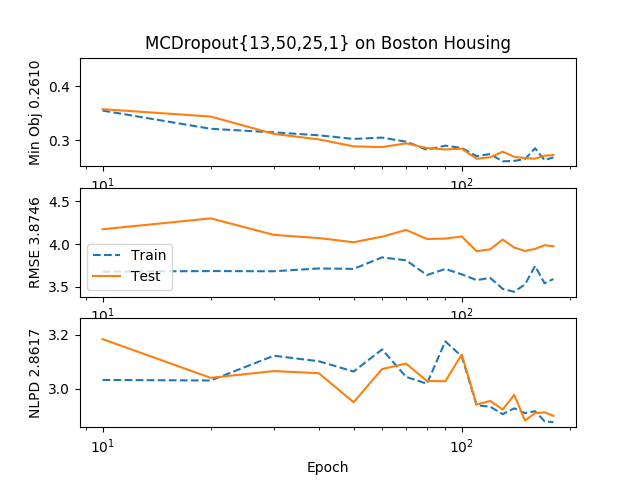 MCDropout{13,50,25,1} on Boston Housing
Min Obj 0.2610
0.4
0.3
10¹
10²
RMSE 3.8746
4.5
4.0
3.5
Train
Test
10¹
10²
NLPD 2.8617
3.2
3.0
10¹
10²
Epoch